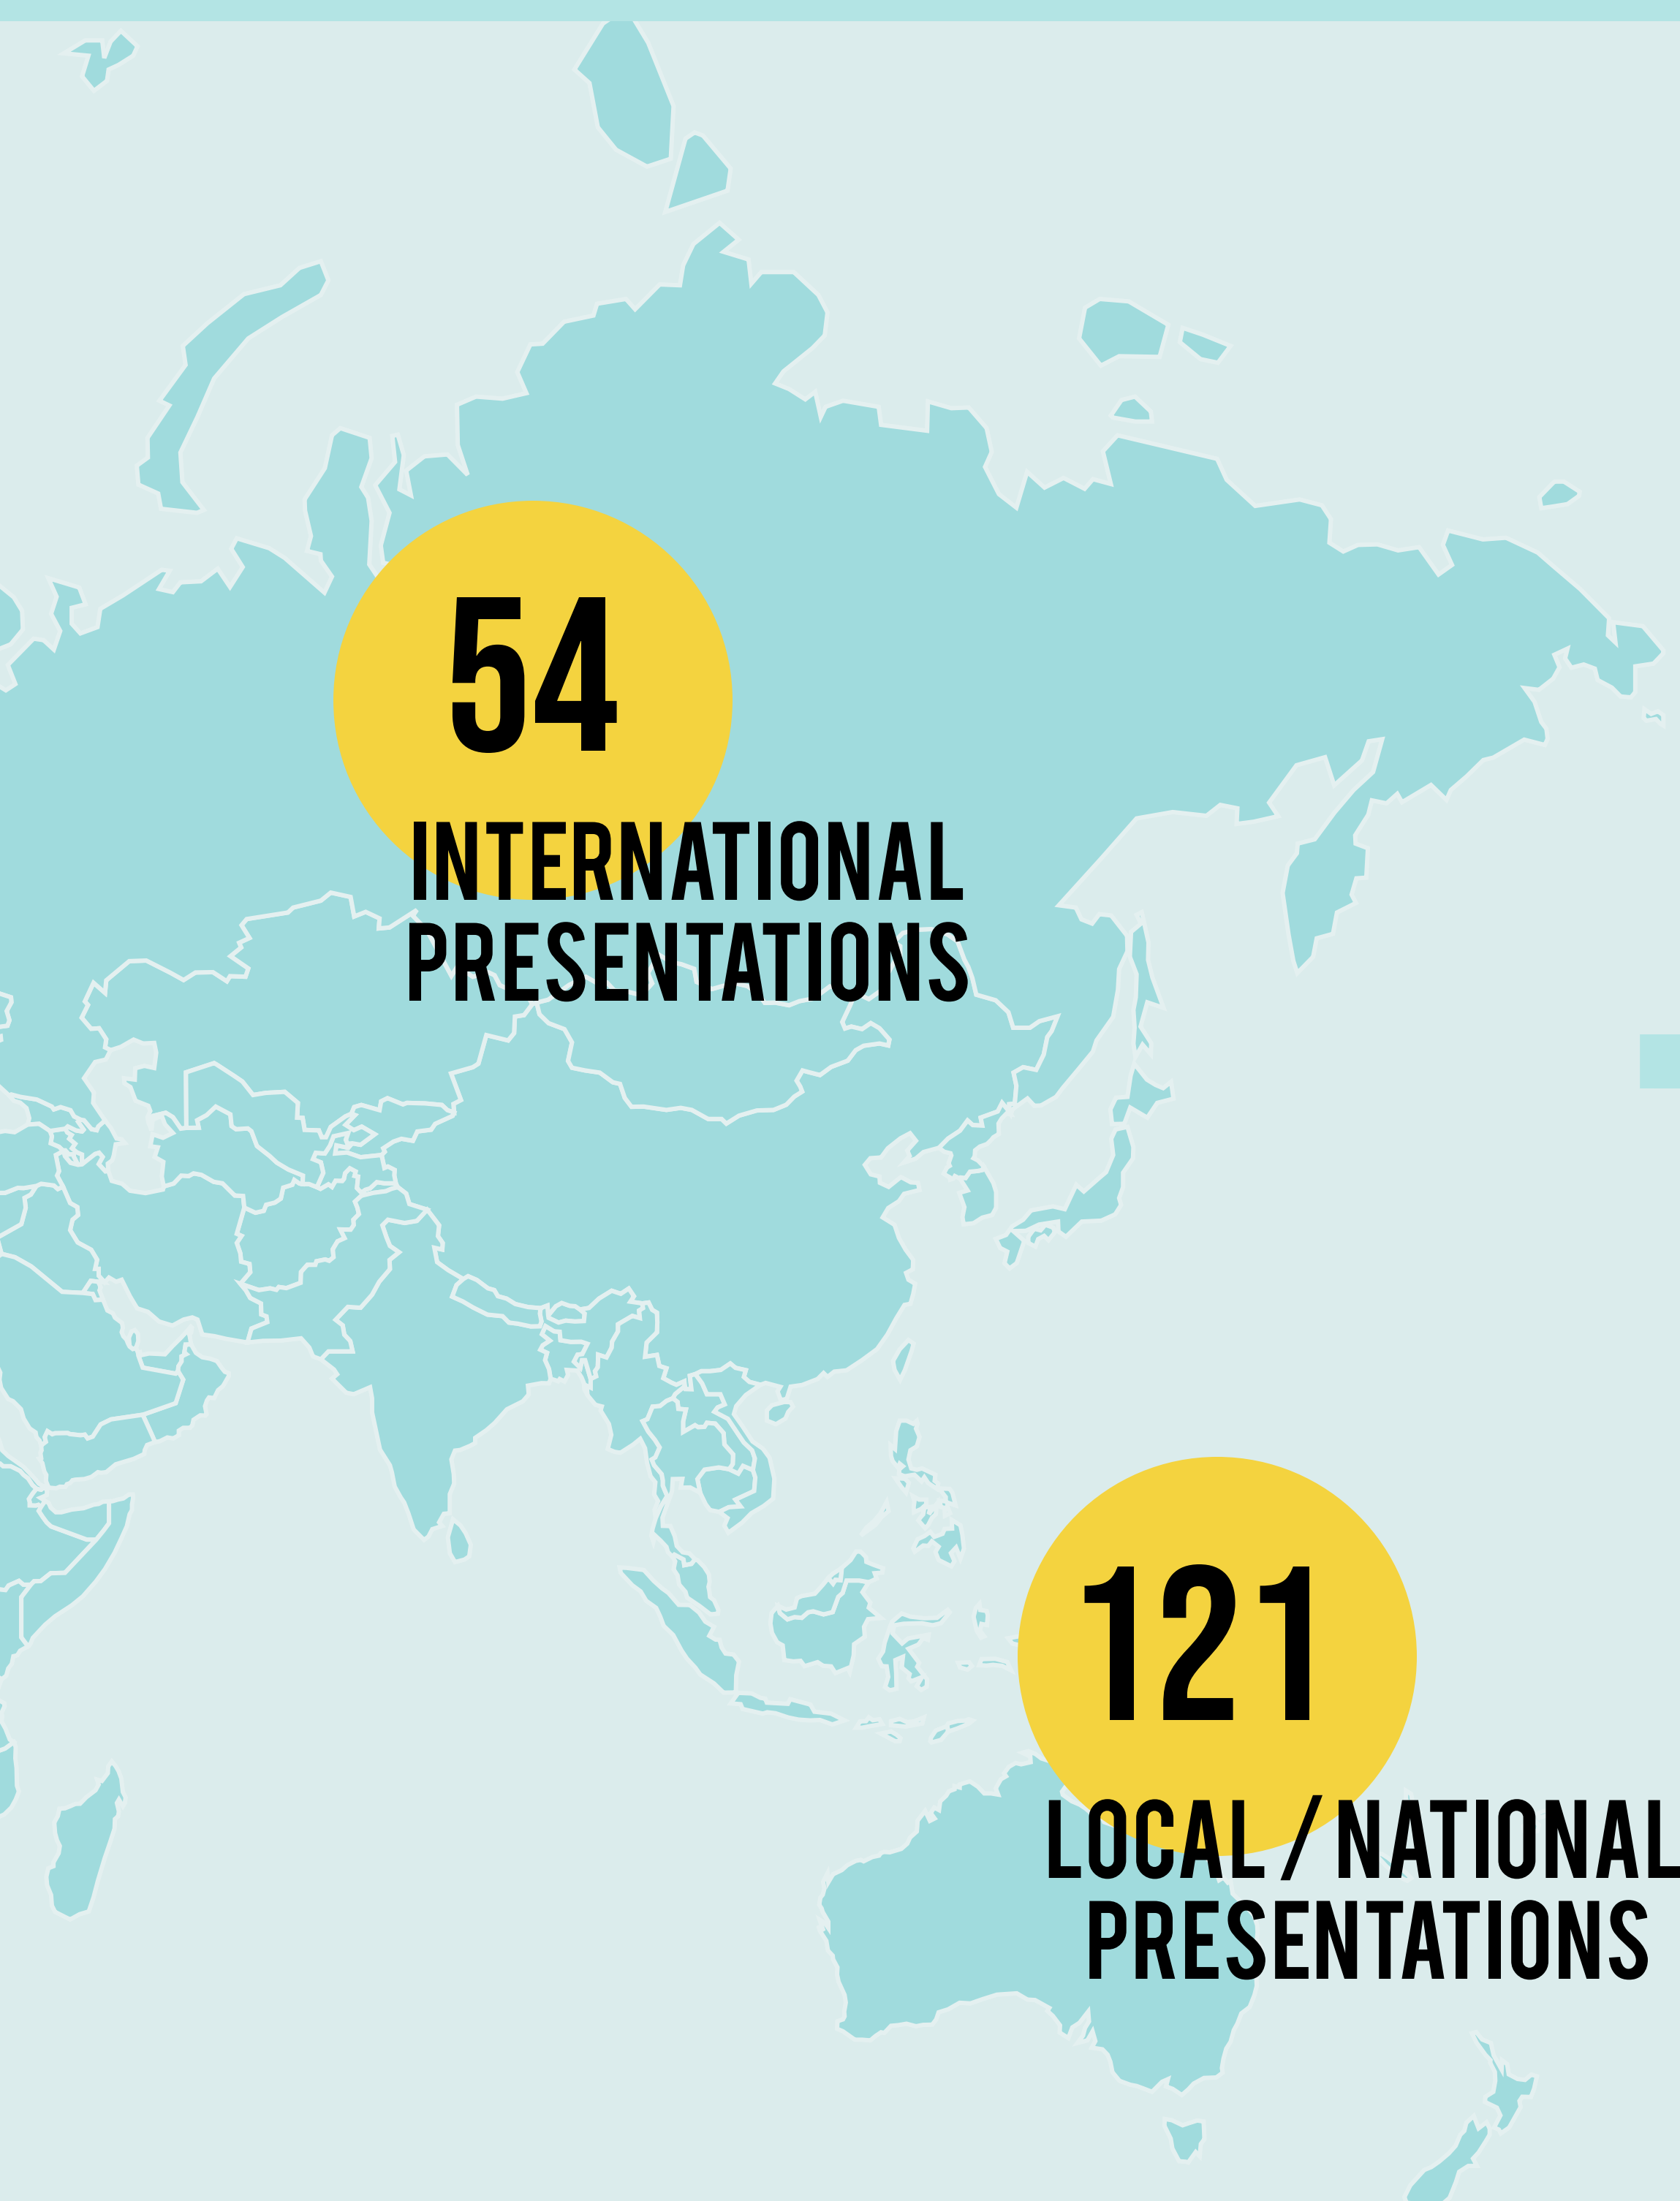 54
INTERNATIONAL
PRESENTATIONS
121
LOCAL / NATIONAL
PRESENTATIONS